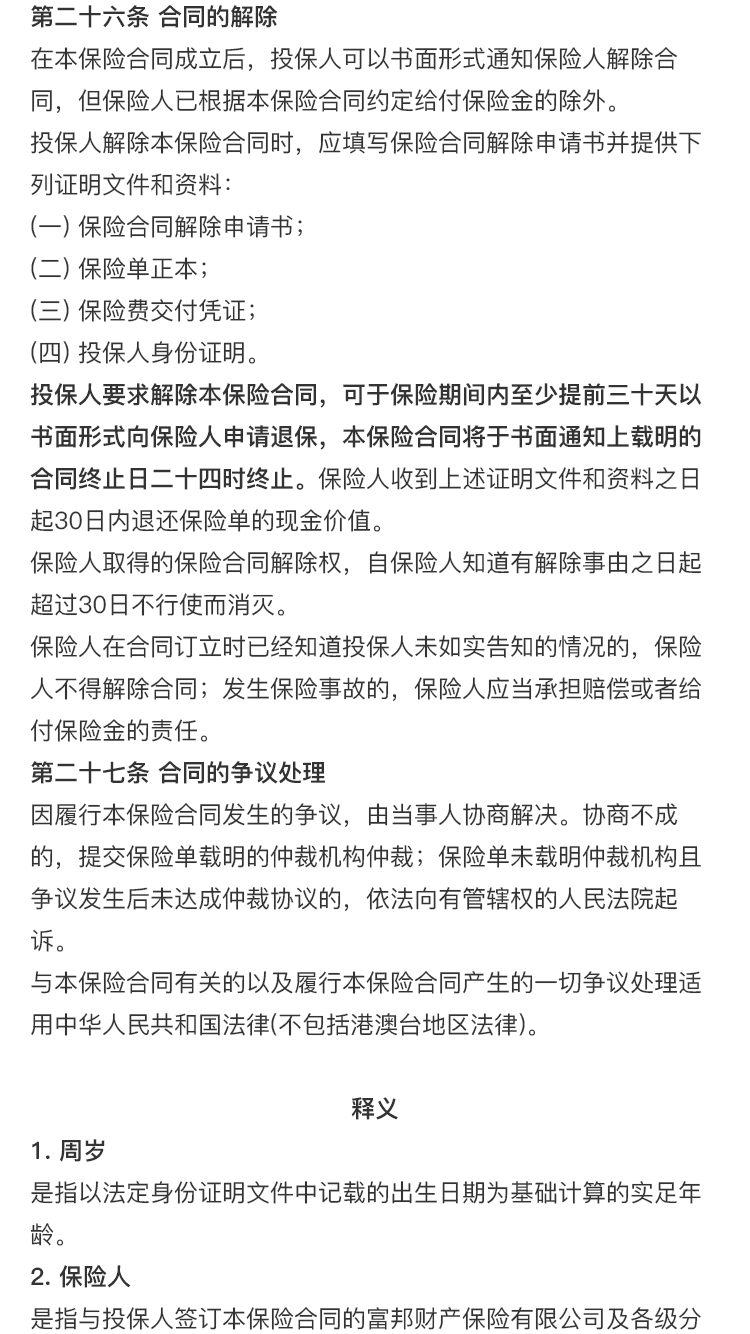 第二十六条 合同的解除
在本保险合同成立后，投保人可以书面形式通知保险人解除合
同，但保险人已根据本保险合同约定给付保险金的除外。
投保人解除本保险合同时，应填写保险合同解除申请书并提供下
列证明文件和资料：
(一) 保险合同解除申请书；
(二) 保险单正本；
(三) 保险费交付凭证；
(四) 投保人身份证明。
投保人要求解除本保险合同，可于保险期间内至少提前三十天以
书面形式向保险人申请退保，本保险合同将于书面通知上载明的
合同终止日二十四时终止。保险人收到上述证明文件和资料之日
起30日内退还保险单的现金价值。
保险人取得的保险合同解除权，自保险人知道有解除事由之日起
超过30日不行使而消灭。
保险人在合同订立时已经知道投保人未如实告知的情况的，保险
人不得解除合同；发生保险事故的，保险人应当承担赔偿或者给
付保险金的责任。
第二十七条 合同的争议处理
因履行本保险合同发生的争议，由当事人协商解决。协商不成
的，提交保险单载明的仲裁机构仲裁；保险单未载明仲裁机构且
争议发生后未达成仲裁协议的，依法向有管辖权的人民法院起
诉。
与本保险合同有关的以及履行本保险合同产生的一切争议处理适
用中华人民共和国法律(不包括港澳台地区法律)。
释义
1. 周岁
是指以法定身份证明文件中记载的出生日期为基础计算的实足年
龄。
2. 保险人
是指与投保人签订本保险合同的富邦财产保险有限公司及各级分